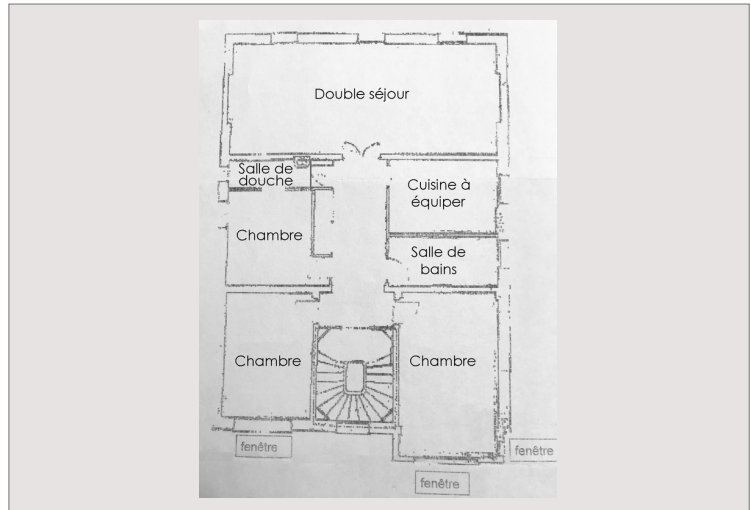 Double séjour
Salle de
douche
Cuisine à
équiper
Chambre
Salle de
bains
Chambre
Chambre
fenêtre
fenêtre
fenêtre